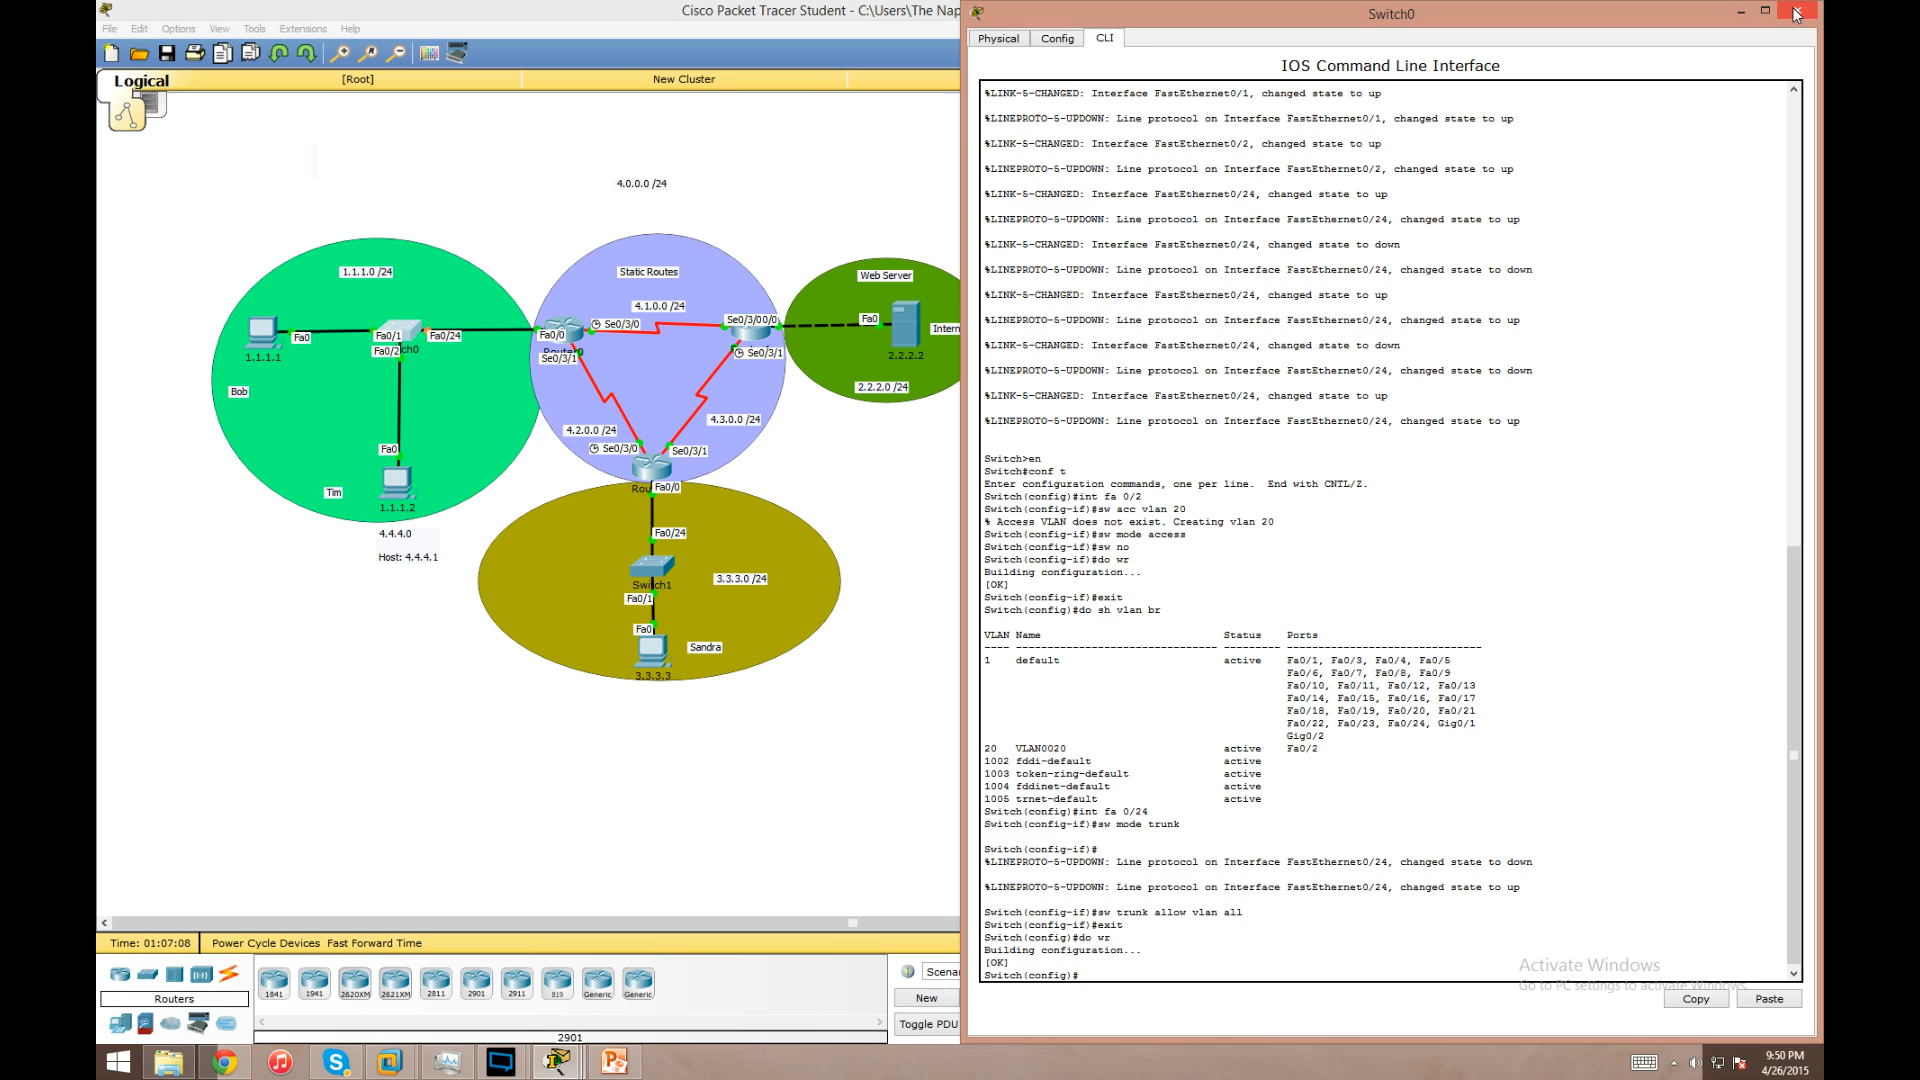 Cisco Packet Tracer Student - C:\Users\The Nap
File Edit Options View Tools Extensions Help
Logical
[Root]
New Cluster
4.0.0.0 /24
1.1.1.0 /24
Static Routes
Web Server
4.1.0.0 /24
Fa0
Fa0/1
Fa0/24
Fa0/0
Se0/3/0
Se0/3/0
0/0
Fa0
Intern
1.1.1.1
Fa0/2
ch0
Se0/3/1
Se0/3/1
2.2.2.2
Bob
2.2.2.0 /24
4.2.0.0 /24
4.3.0.0 /24
Fa0
Se0/3/0
Se0/3/1
Tim
1.1.1.2
Rou
Fa0/0
4.4.4.0
Host: 4.4.4.1
Fa0/24
Switch1
3.3.3.0 /24
Fa0/1
Fa0
Sandra
3.3.3.3
Time: 01:07:08
Power Cycle Devices Fast Forward Time
Routers
1841
1941
2620XM
2621XM
2811
2901
2911
819
Generic
Generic
2901
Scena
New
Toggle PDU
Switch0
Physical
Config
CLI
IOS Command Line Interface
%LINK-5-CHANGED: Interface FastEthernet0/1, changed state to up
%LINEPROTO-5-UPDOWN: Line protocol on Interface FastEthernet0/1, changed state to up
%LINK-5-CHANGED: Interface FastEthernet0/2, changed state to up
%LINEPROTO-5-UPDOWN: Line protocol on Interface FastEthernet0/2, changed state to up
%LINK-5-CHANGED: Interface FastEthernet0/24, changed state to up
%LINEPROTO-5-UPDOWN: Line protocol on Interface FastEthernet0/24, changed state to up
%LINK-5-CHANGED: Interface FastEthernet0/24, changed state to down
%LINEPROTO-5-UPDOWN: Line protocol on Interface FastEthernet0/24, changed state to down
%LINK-5-CHANGED: Interface FastEthernet0/24, changed state to up
%LINEPROTO-5-UPDOWN: Line protocol on Interface FastEthernet0/24, changed state to up
%LINK-5-CHANGED: Interface FastEthernet0/24, changed state to down
%LINEPROTO-5-UPDOWN: Line protocol on Interface FastEthernet0/24, changed state to down
%LINK-5-CHANGED: Interface FastEthernet0/24, changed state to up
%LINEPROTO-5-UPDOWN: Line protocol on Interface FastEthernet0/24, changed state to up
Switch>en
Switch#conf t
Enter configuration commands, one per line. End with CNTL/Z.
Switch(config)#int fa 0/2
Switch(config-if)#sw acc vlan 20
% Access VLAN does not exist. Creating vlan 20
Switch(config-if)#sw mode access
Switch(config-if)#sw no
Switch(config-if)#do wr
Building configuration...
[OK]
Switch(config-if)#exit
Switch(config)#do sh vlan br
VLAN Name Status Ports
---- -------------------------------- --------- -------------------------------
1 default active Fa0/1, Fa0/3, Fa0/4, Fa0/5
Fa0/6, Fa0/7, Fa0/8, Fa0/9
Fa0/10, Fa0/11, Fa0/12, Fa0/13
Fa0/14, Fa0/15, Fa0/16, Fa0/17
Fa0/18, Fa0/19, Fa0/20, Fa0/21
Fa0/22, Fa0/23, Fa0/24, Gig0/1
Gig0/2
20 VLAN0020 active Fa0/2
1002 fddi-default active
1003 token-ring-default active
1004 fddinet-default active
1005 trnet-default active
Switch(config)#int fa 0/24
Switch(config-if)#sw mode trunk
Switch(config-if)#
%LINEPROTO-5-UPDOWN: Line protocol on Interface FastEthernet0/24, changed state to down
%LINEPROTO-5-UPDOWN: Line protocol on Interface FastEthernet0/24, changed state to up
Switch(config-if)#sw trunk allow vlan all
Switch(config-if)#exit
Switch(config)#do wr
Building configuration...
[OK]
Switch(config)#
Activate Windows
Go to PC settings to activate Windows.
Copy
Paste
9:50 PM
4/26/2015